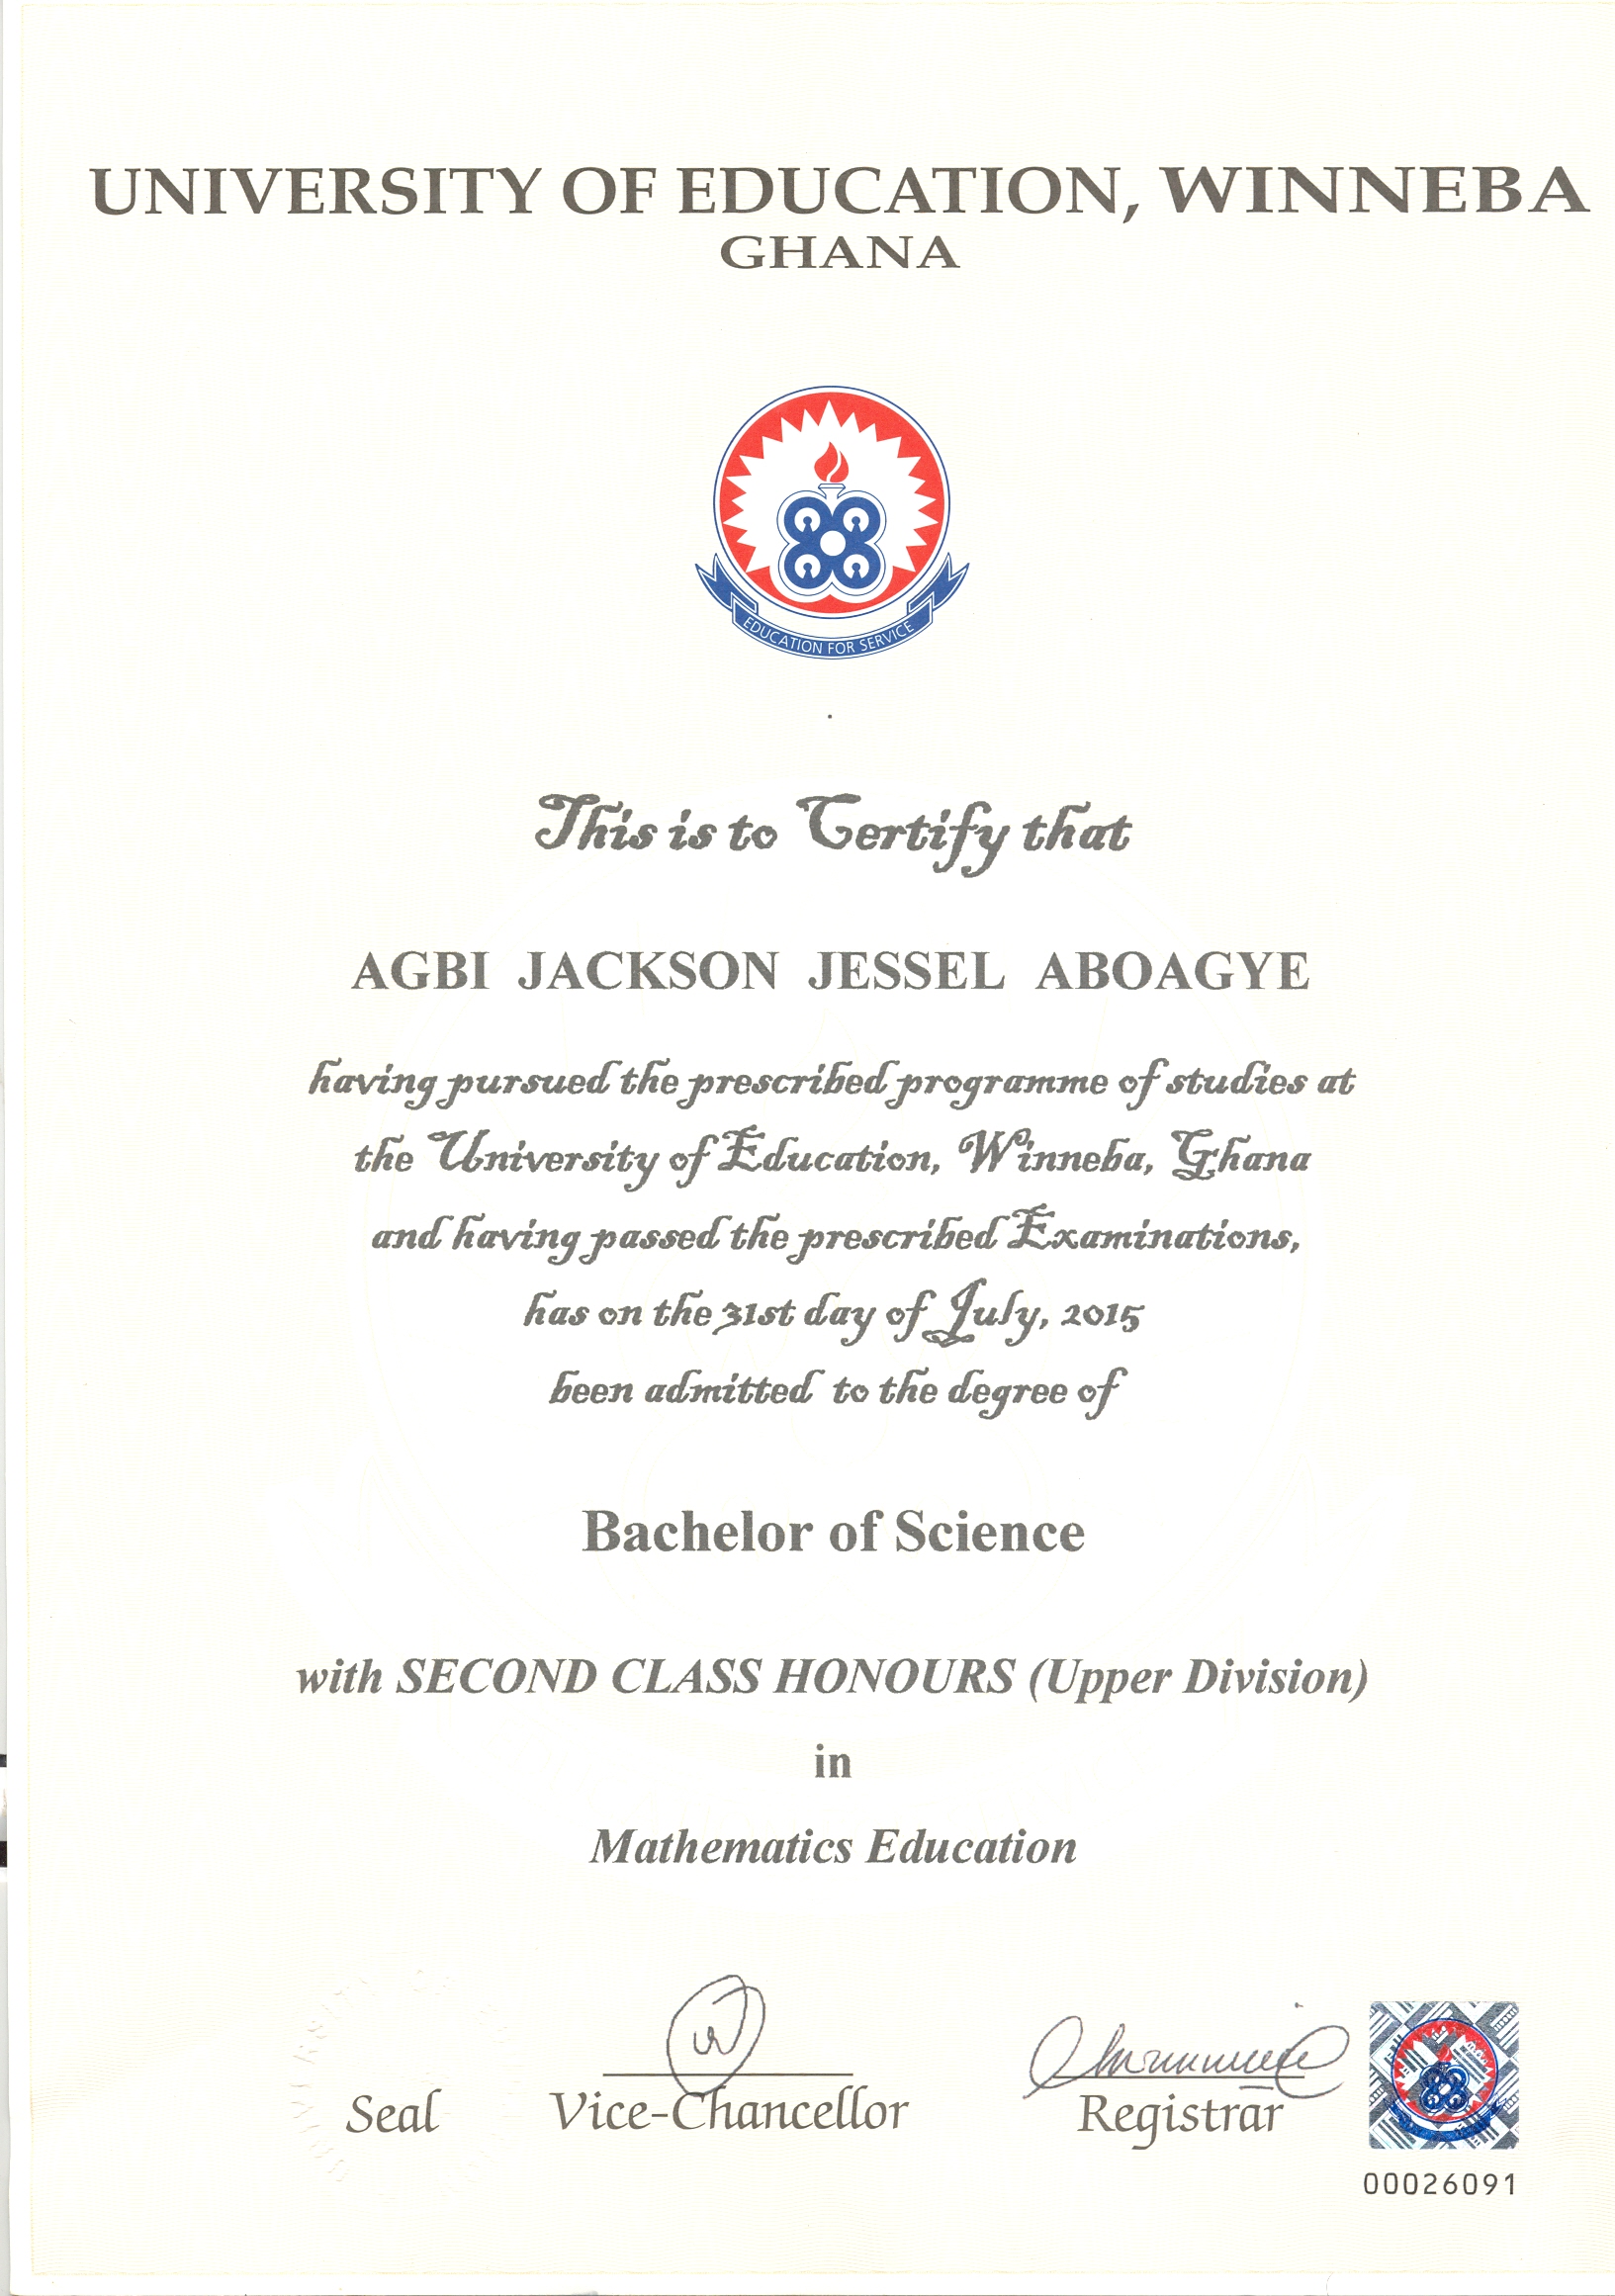 UNIVERSITY OF EDUCATION, WINNEBA
GHANA
EDUCATION FOR SERVICE
This is to Certify that
AGBI JACKSON JESSEL ABOAGYE
having pursued the prescribed programme of studies at
the University of Education, Winneba, Ghana
and having passed the prescribed Examinations,
has on the 31st day of July, 2015
been admitted to the degree of
Bachelor of Science
with SECOND CLASS HONOURS (Upper Division)
in
Mathematics Education
Seal
Vice-Chancellor
Registrar
00026091